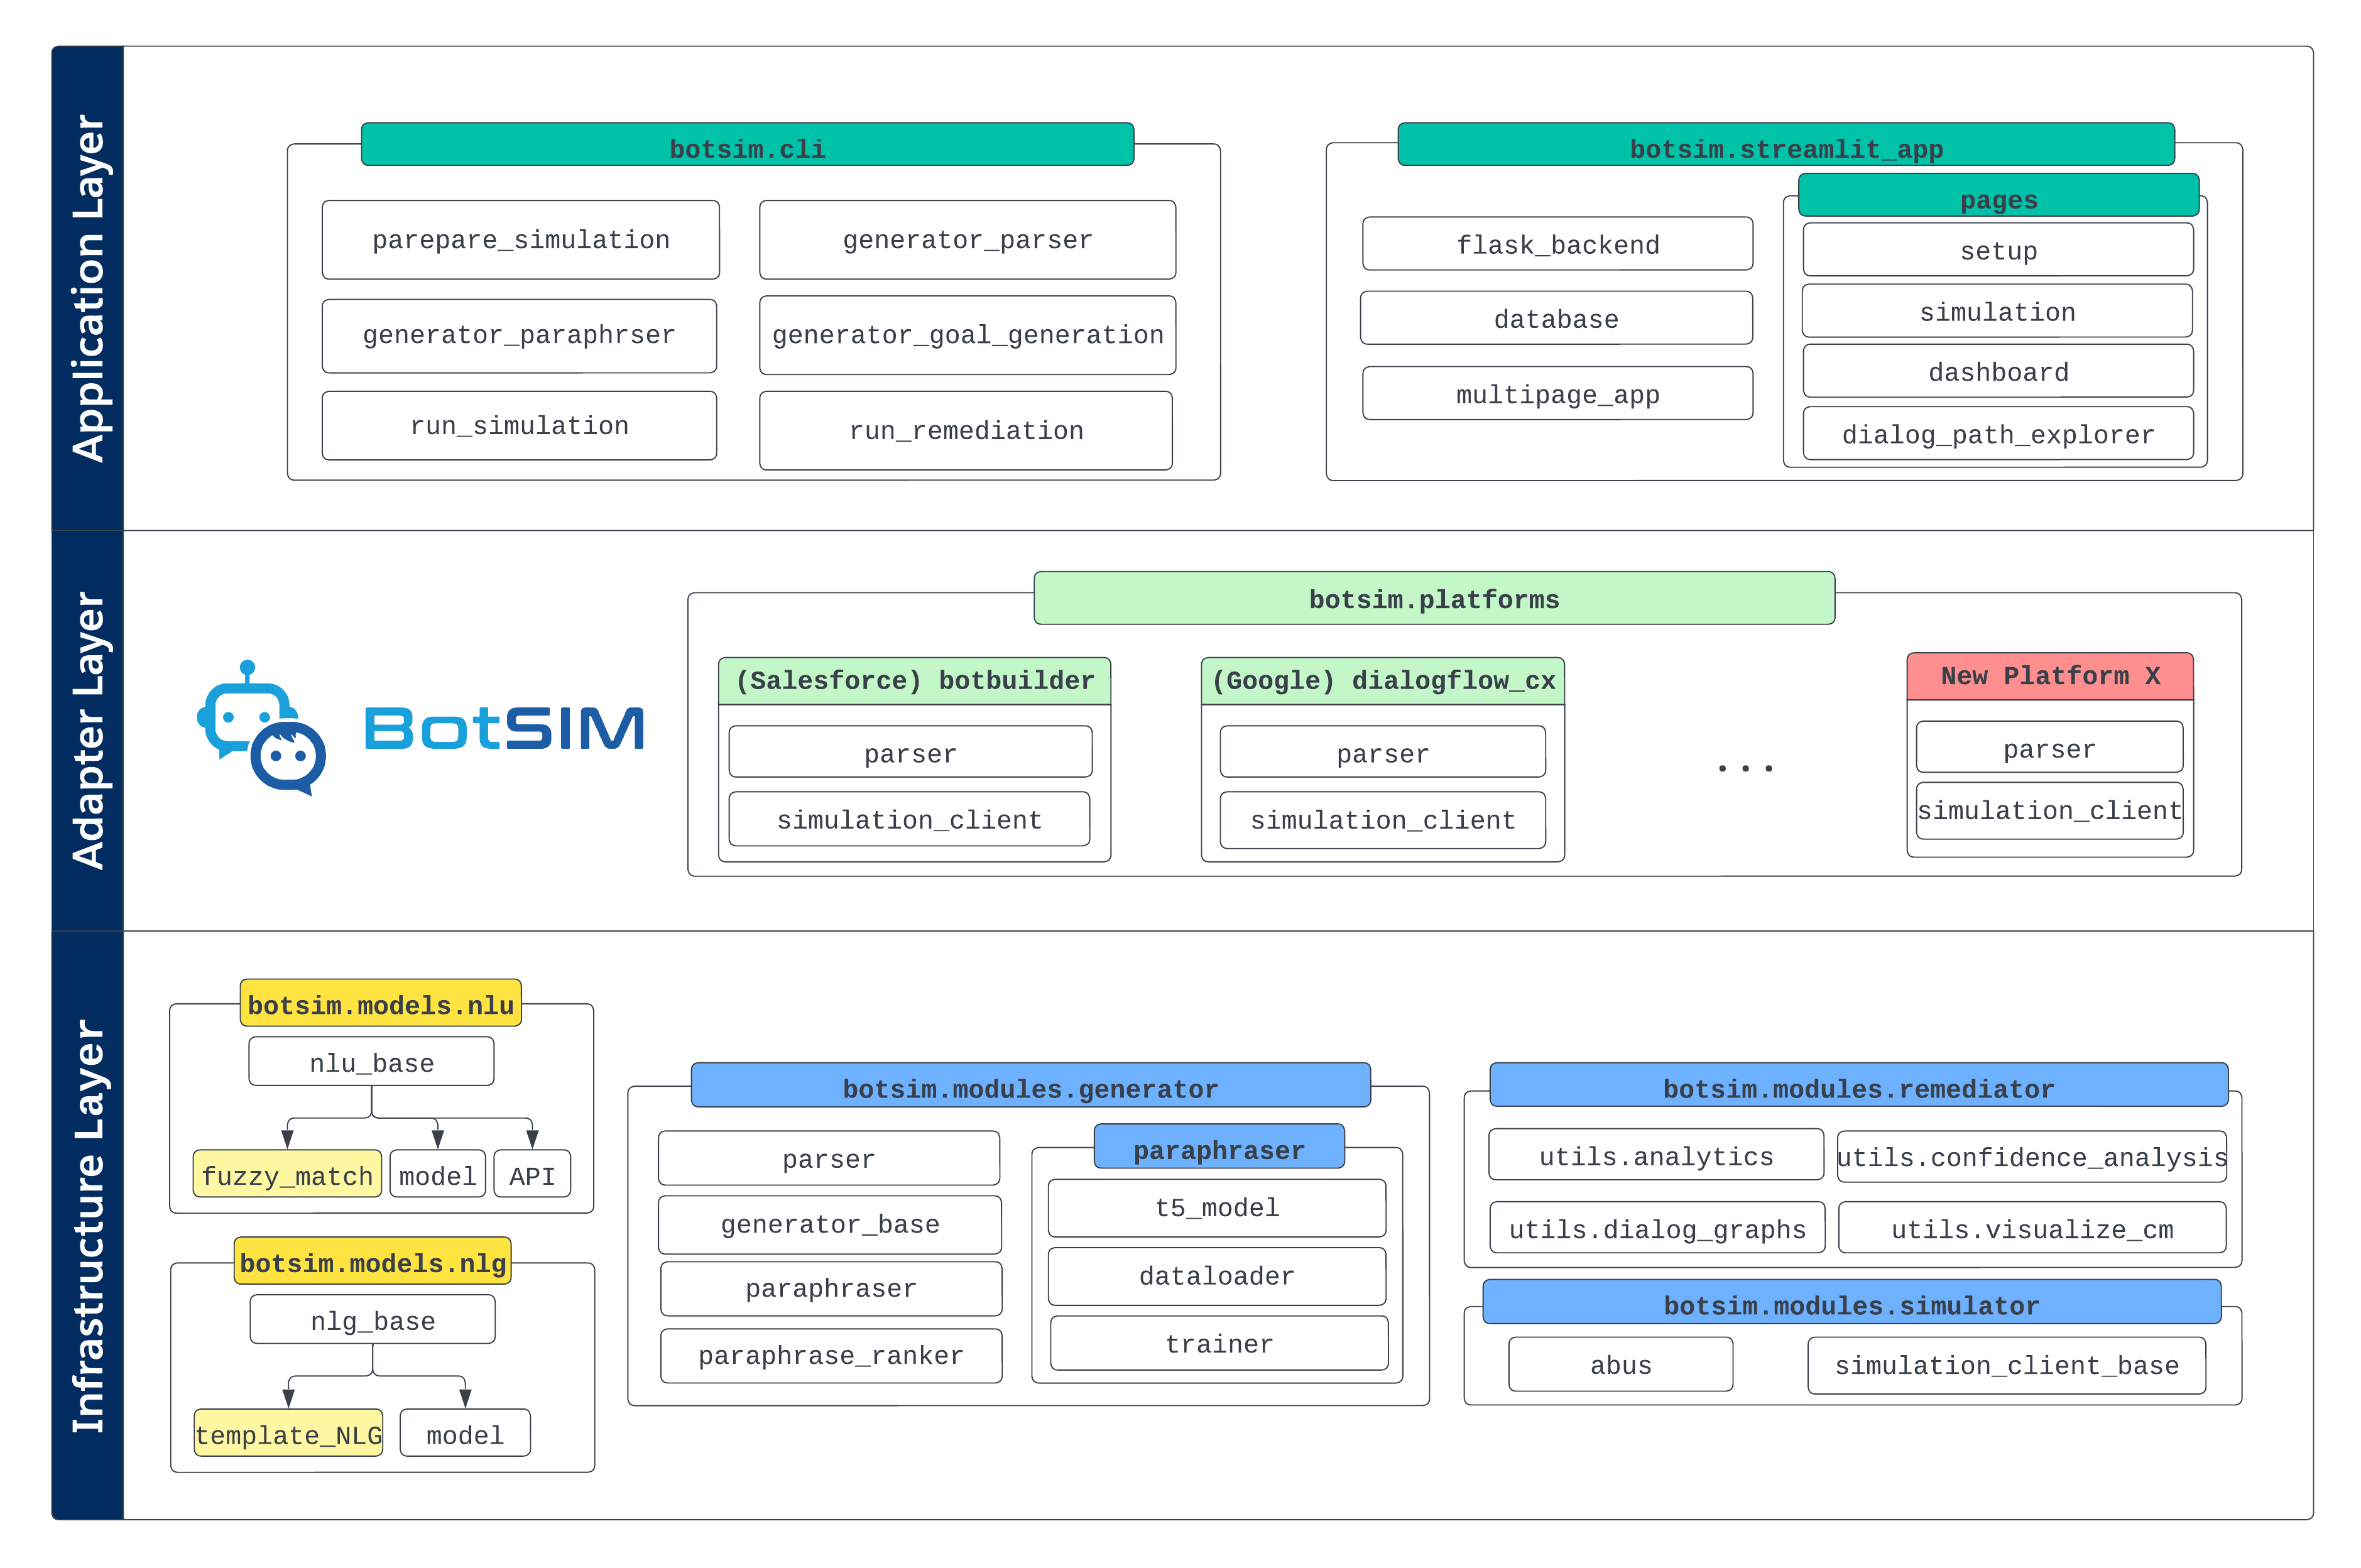 Application Layer
botsim.cli
parepare_simulation
generator_parser
generator_paraphrser
generator_goal_generation
run_simulation
run_remediation
botsim.streamlit_app
flask_backend
database
multipage_app
pages
setup
simulation
dashboard
dialog_path_explorer
Adapter Layer
BotSIM
botsim.platforms
(Salesforce) botbuilder
parser
simulation_client
(Google) dialogflow_cx
parser
simulation_client
...
New Platform X
parser
simulation_client
Infrastructure Layer
botsim.models.nlu
nlu_base
fuzzy_match
model
API
botsim.models.nlg
nlg_base
template_NLG
model
botsim.modules.generator
parser
generator_base
paraphraser
paraphrase_ranker
paraphraser
t5_model
dataloader
trainer
botsim.modules.remediator
utils.analytics
utils.confidence_analysis
utils.dialog_graphs
utils.visualize_cm
botsim.modules.simulator
abus
simulation_client_base